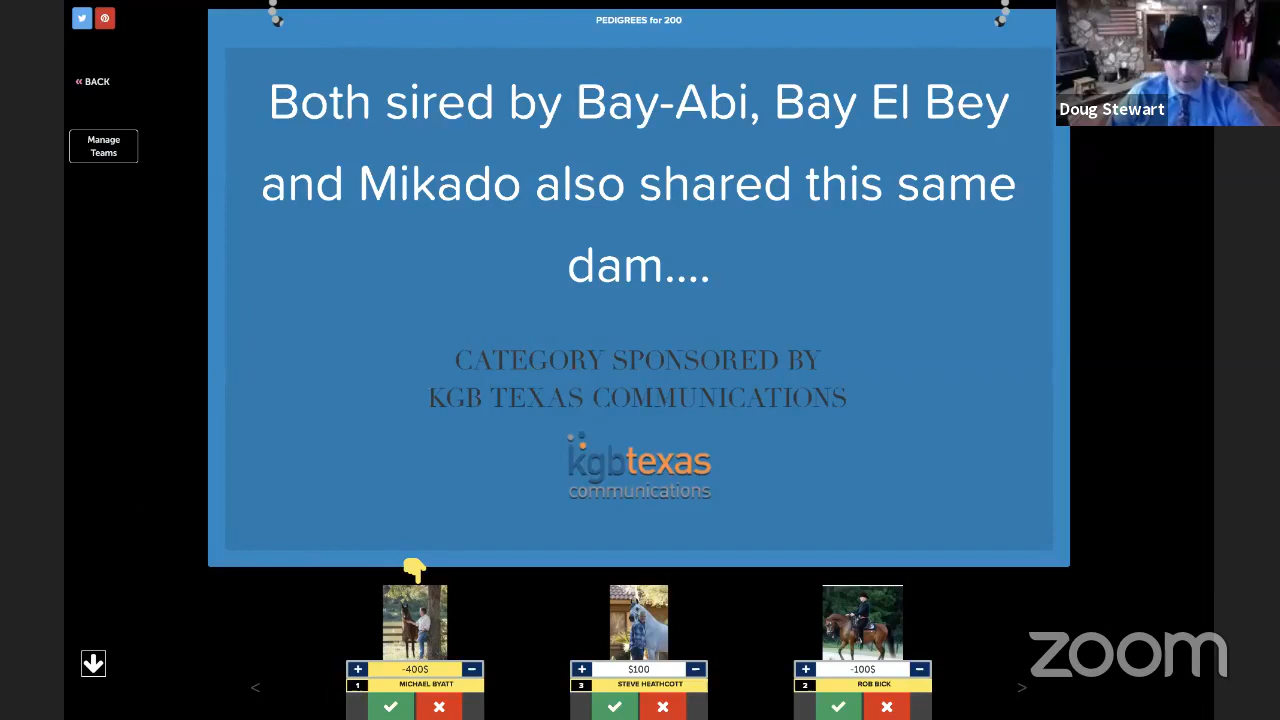 PEDIGREES for 200
« BACK
Manage
Teams
Both sired by Bay-Abi, Bay El Bey
and Mikado also shared this same
dam....
CATEGORY SPONSORED BY
KGB TEXAS COMMUNICATIONS
kgbtexas
communications
Doug Stewart
+ -400$ −
+ $100 −
+ -100$ −
1 MICHAEL BYATT
3 STEVE HEATHCOTT
2 ROB BICK
< >
zoom